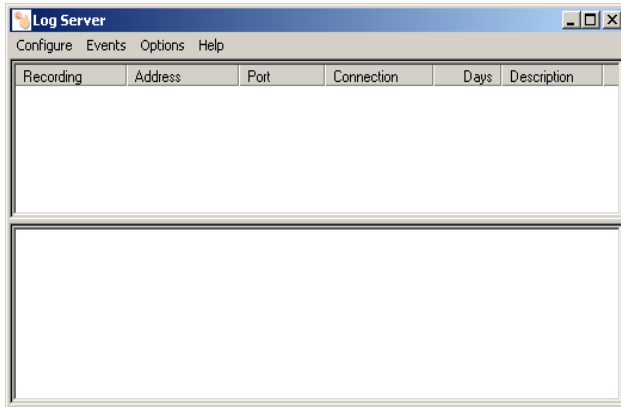 Log Server
Configure Events Options Help
Recording Address Port Connection Days Description